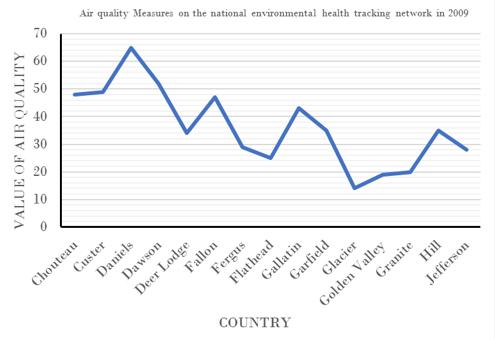 Air quality Measures on the national environmental health tracking network in 2009
VALUE OF AIR QUALITY
70
60
50
40
30
20
10
0
Chouteau
Custer
Daniels
Dawson
Deer Lodge
Fallon
Fergus
Flathead
Gallatin
Garfield
Glacier
Golden Valley
Granite
Hill
Jefferson
COUNTRY